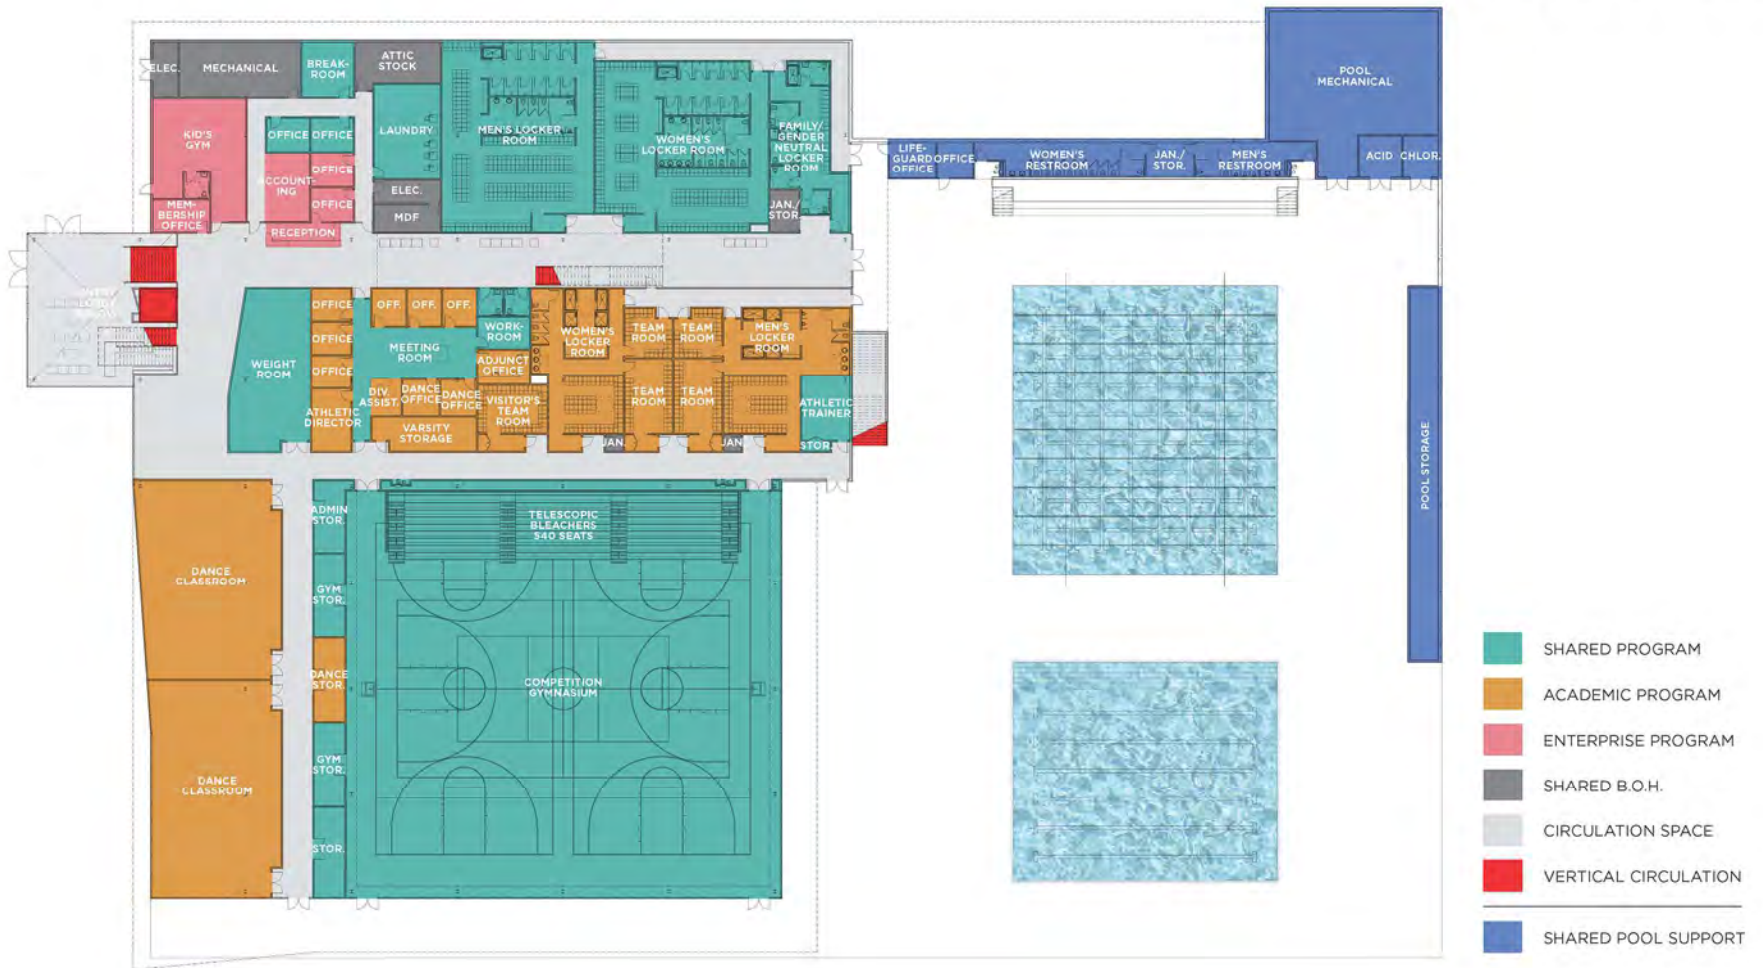 ELEC.
MECHANICAL
BREAK-
ROOM
ATTIC
STOCK
POOL
MECHANICAL
KID'S
GYM
OFFICE
OFFICE
LAUNDRY
MEN'S LOCKER
ROOM
WOMEN'S
LOCKER ROOM
FAMILY/
GENDER
NEUTRAL
LOCKER
ROOM
LIFE-
GUARD
OFFICE
OFFICE
WOMEN'S
RESTROOM
JAN./
STOR.
MEN'S
RESTROOM
ACID
CHLOR.
ACCOUNT-
ING
OFFICE
OFFICE
ELEC.
MDF
JAN./
STOR.
MEM-
BERSHIP
OFFICE
RECEPTION
OFFICE
OFF.
OFF.
OFF.
WORK-
ROOM
WOMEN'S
LOCKER
ROOM
TEAM
ROOM
TEAM
ROOM
MEN'S
LOCKER
ROOM
OFFICE
MEETING
ROOM
WEIGHT
ROOM
OFFICE
ADJUNCT
OFFICE
DIV.
ASSIST.
DANCE
OFFICE
DANCE
OFFICE
VISITOR'S
TEAM
ROOM
TEAM
ROOM
TEAM
ROOM
ATHLETIC
TRAINER
ATHLETIC
DIRECTOR
VARSITY
STORAGE
JAN.
JAN.
STOR.
POOL STORAGE
ADMIN
STOR.
TELESCOPIC
BLEACHERS
540 SEATS
DANCE
CLASSROOM
GYM
STOR.
DANCE
STOR.
COMPETITION
GYMNASIUM
GYM
STOR.
DANCE
CLASSROOM
STOR.
SHARED PROGRAM
ACADEMIC PROGRAM
ENTERPRISE PROGRAM
SHARED B.O.H.
CIRCULATION SPACE
VERTICAL CIRCULATION
SHARED POOL SUPPORT